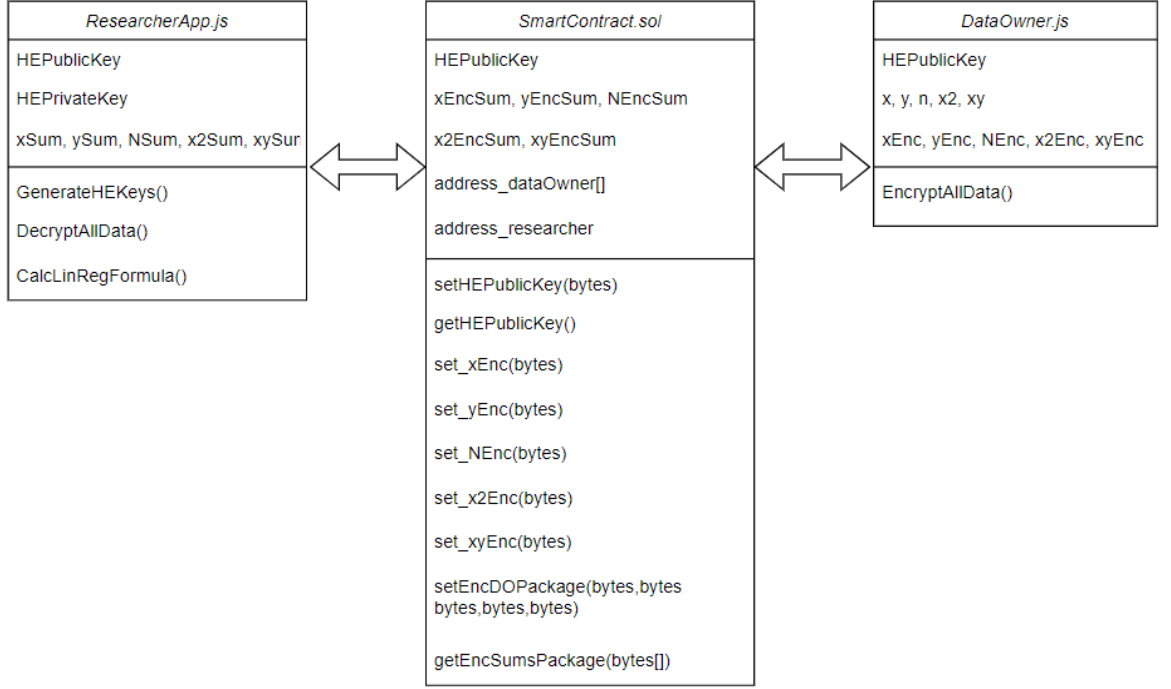 ResearcherApp.js
HEPublicKey
HEPrivateKey
xSum, ySum, NSum, x2Sum, xySur
GenerateHEKeys()
DecryptAllData()
CalcLinRegFormula()
SmartContract.sol
HEPublicKey
xEncSum, yEncSum, NEncSum
x2EncSum, xyEncSum
address_dataOwner[]
address_researcher
setHEPublicKey(bytes)
getHEPublicKey()
set_xEnc(bytes)
set_yEnc(bytes)
set_NEnc(bytes)
set_x2Enc(bytes)
set_xyEnc(bytes)
setEncDOPackage(bytes,bytes
bytes,bytes,bytes)
getEncSumsPackage(bytes[])
DataOwner.js
HEPublicKey
x, y, n, x2, xy
xEnc, yEnc, NEnc, x2Enc, xyEnc
EncryptAllData()